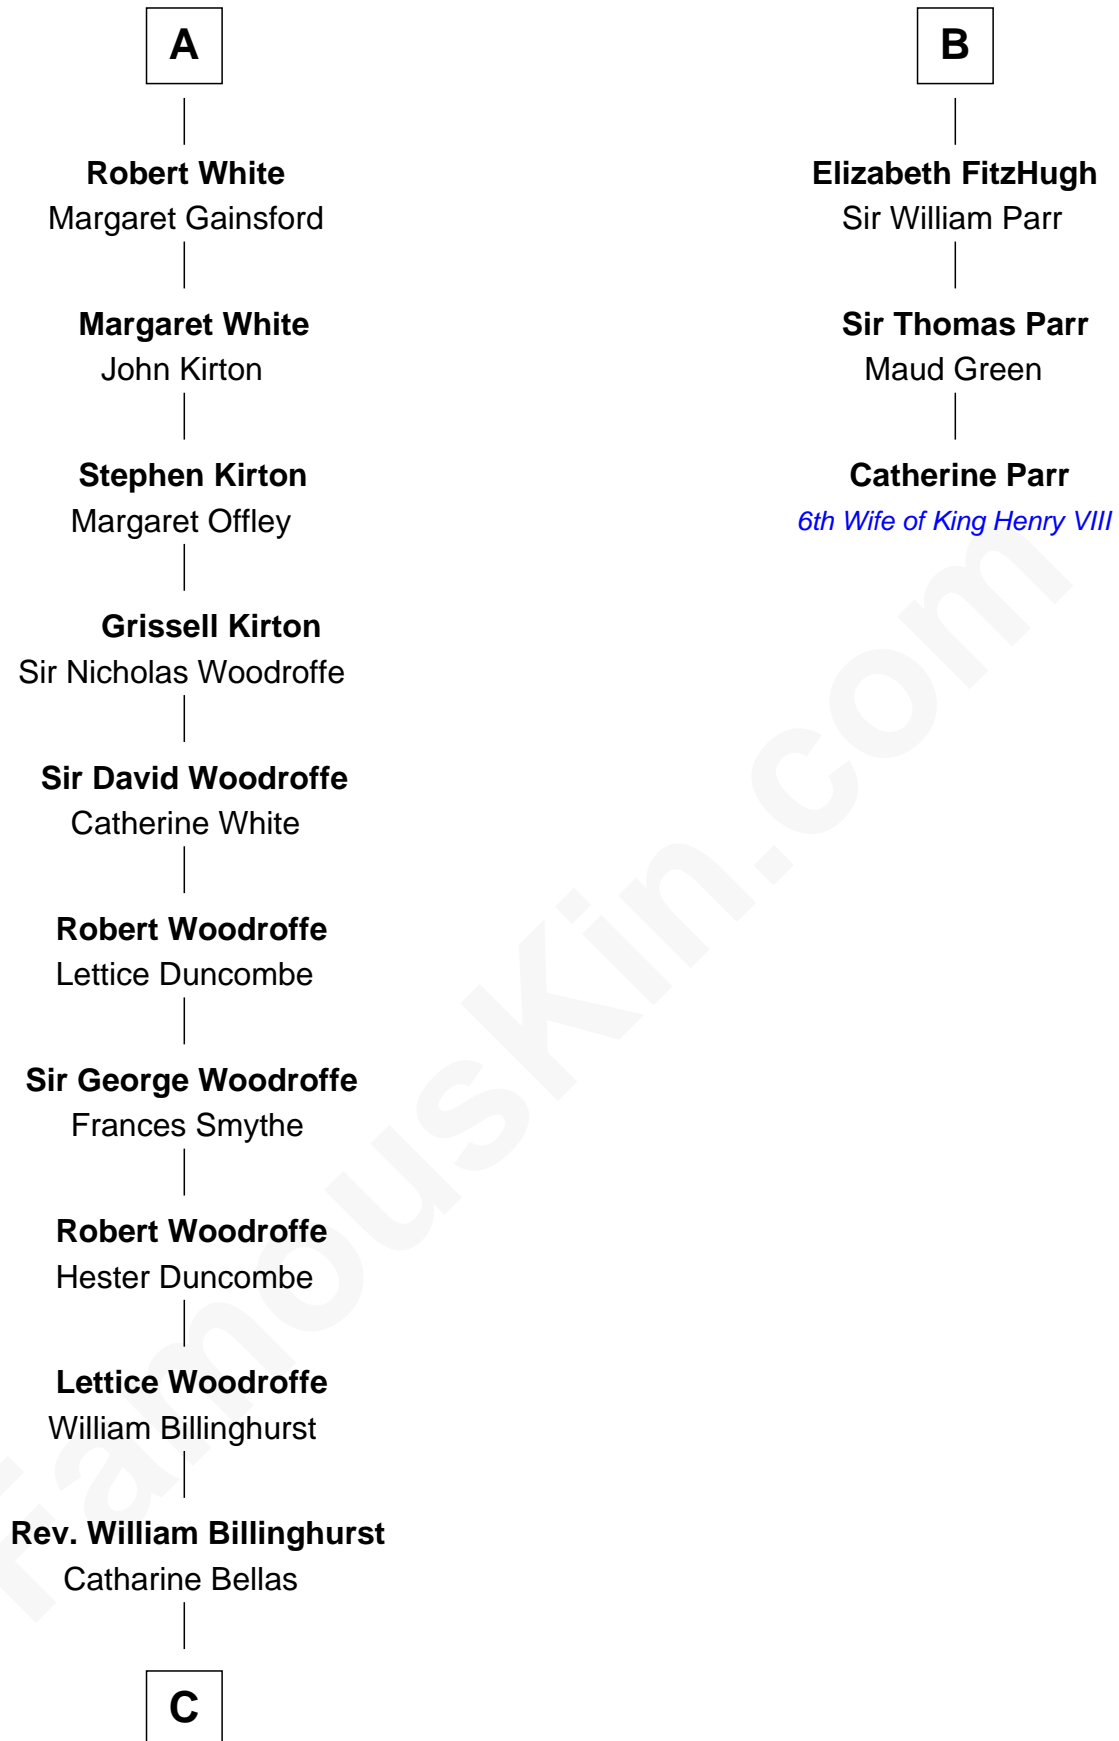 A
Robert White
Margaret Gainsford
Margaret White
John Kirton
Stephen Kirton
Margaret Offley
Grissell Kirton
Sir Nicholas Woodroffe
Sir David Woodroffe
Catherine White
Robert Woodroffe
Lettice Duncombe
Sir George Woodroffe
Frances Smythe
Robert Woodroffe
Hester Duncombe
Lettice Woodroffe
William Billinghurst
Rev. William Billinghurst
Catharine Bellas
C
B
Elizabeth FitzHugh
Sir William Parr
Sir Thomas Parr
Maud Green
Catherine Parr
6th Wife of King Henry VIII
FamousKin.com